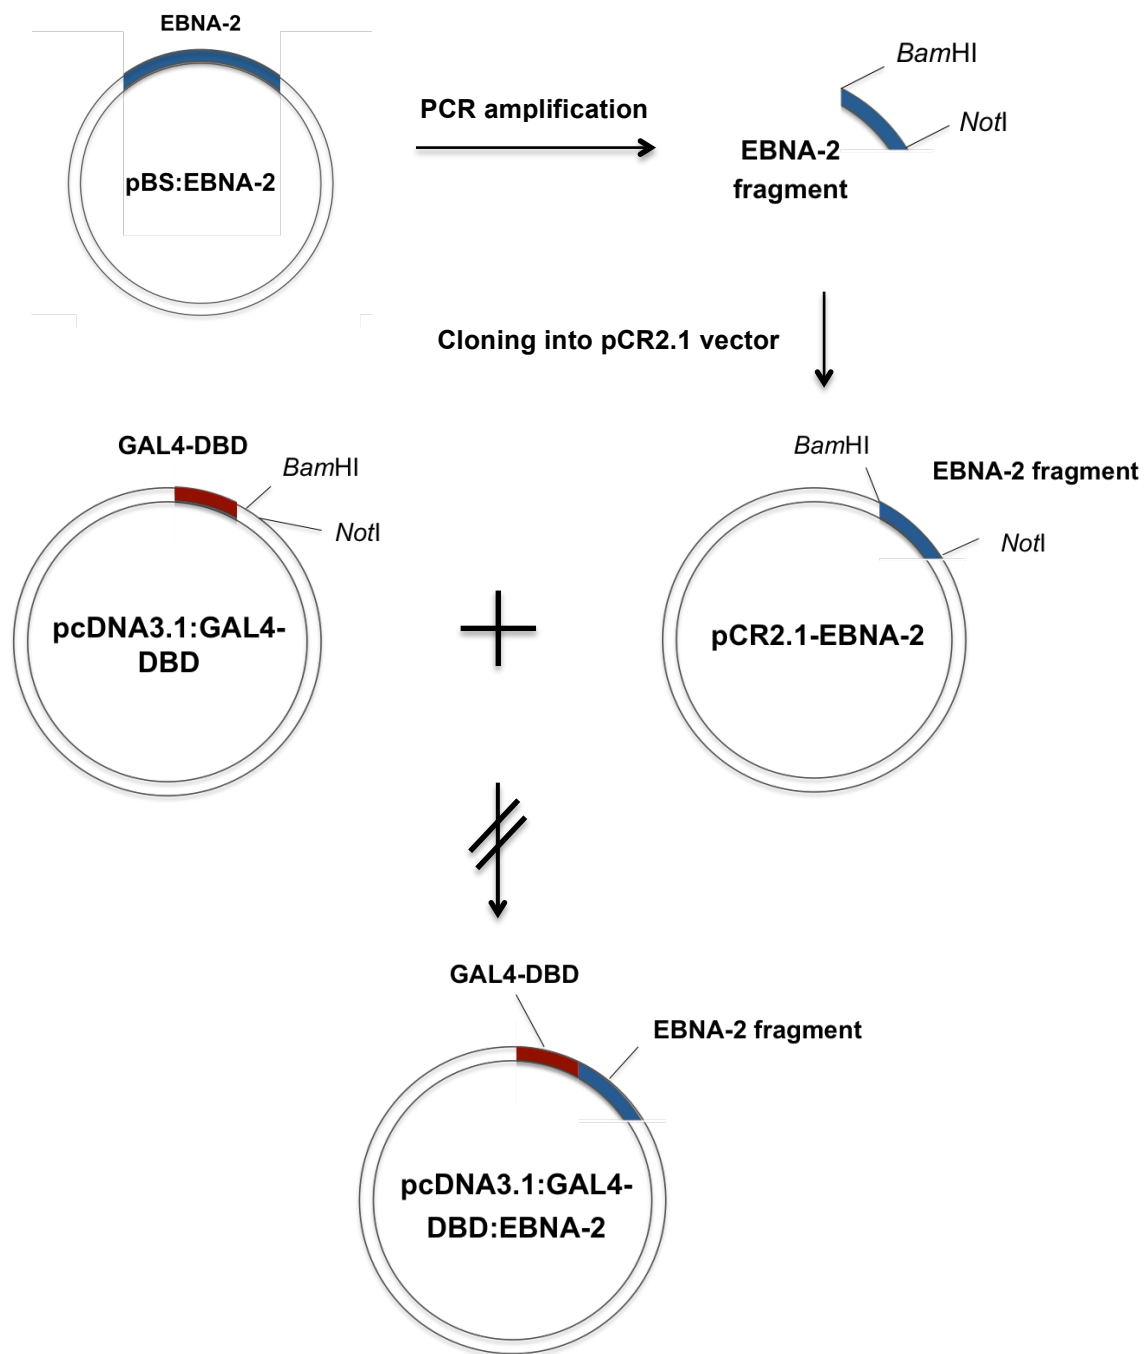 EBNA-2
pBS:EBNA-2
PCR amplification
BamHI
NotI
EBNA-2
fragment
Cloning into pCR2.1 vector
GAL4-DBD
BamHI
NotI
pcDNA3.1:GAL4-
DBD
BamHI
EBNA-2 fragment
NotI
pCR2.1-EBNA-2
GAL4-DBD
EBNA-2 fragment
pcDNA3.1:GAL4-
DBD:EBNA-2